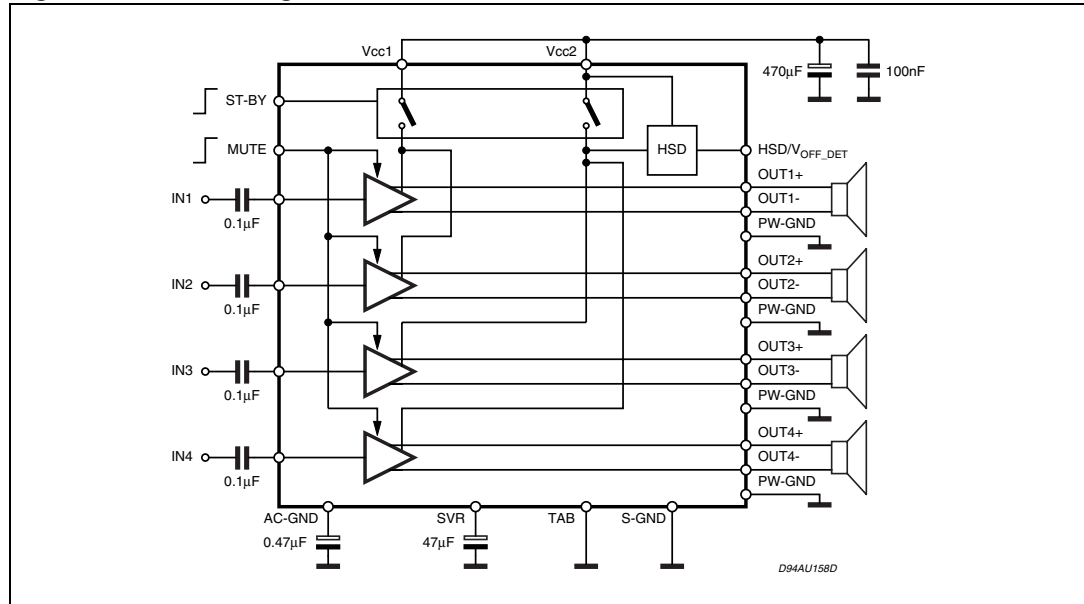 Vcc1
Vcc2
470μF
100nF
ST-BY
MUTE
HSD
HSD/VOFF_DET
OUT1+
IN1
OUT1-
0.1μF
PW-GND
OUT2+
IN2
OUT2-
0.1μF
PW-GND
OUT3+
IN3
OUT3-
0.1μF
PW-GND
OUT4+
IN4
OUT4-
0.1μF
PW-GND
AC-GND
SVR
TAB
S-GND
0.47μF
47μF
D94AU158D